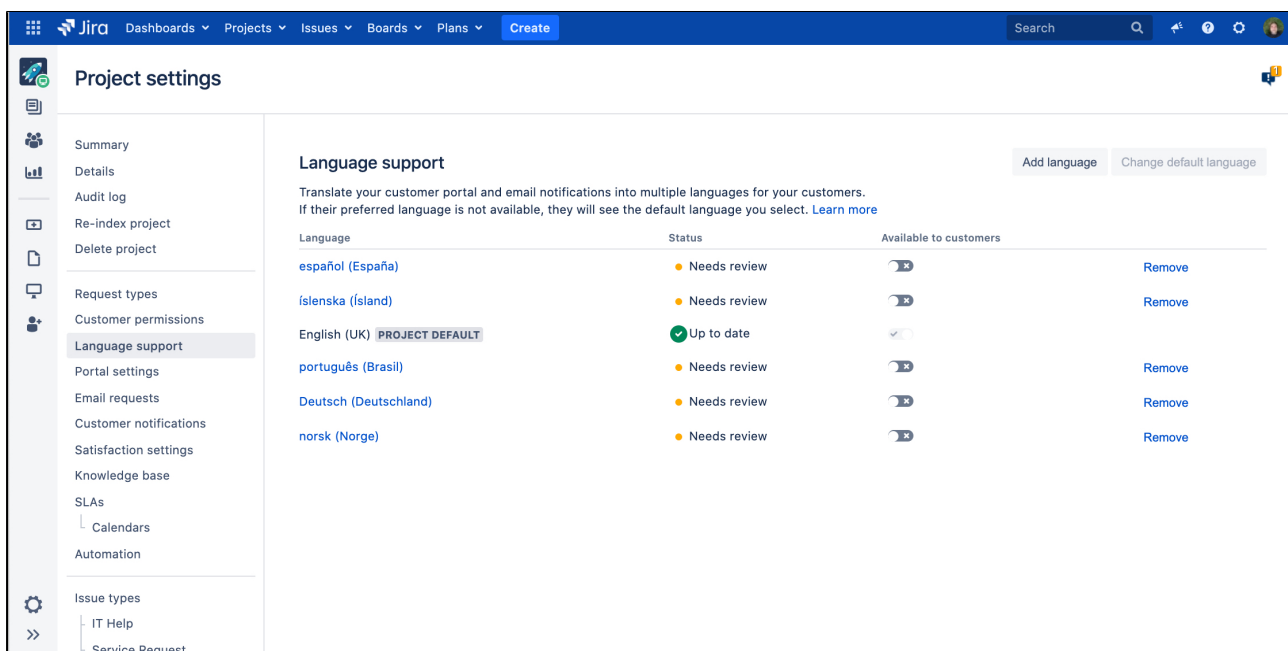 Jira Dashboards Projects Issues Boards Plans Create Search
Project settings
1
Summary
Details
Audit log
Re-index project
Delete project
Request types
Customer permissions
Language support
Portal settings
Email requests
Customer notifications
Satisfaction settings
Knowledge base
SLAs
Calendars
Automation
Issue types
IT Help
Service Request
Language support
Add language Change default language
Translate your customer portal and email notifications into multiple languages for your customers.
If their preferred language is not available, they will see the default language you select. Learn more
Language Status Available to customers
español (España) Needs review Remove
íslenska (Ísland) Needs review Remove
English (UK) PROJECT DEFAULT Up to date
português (Brasil) Needs review Remove
Deutsch (Deutschland) Needs review Remove
norsk (Norge) Needs review Remove